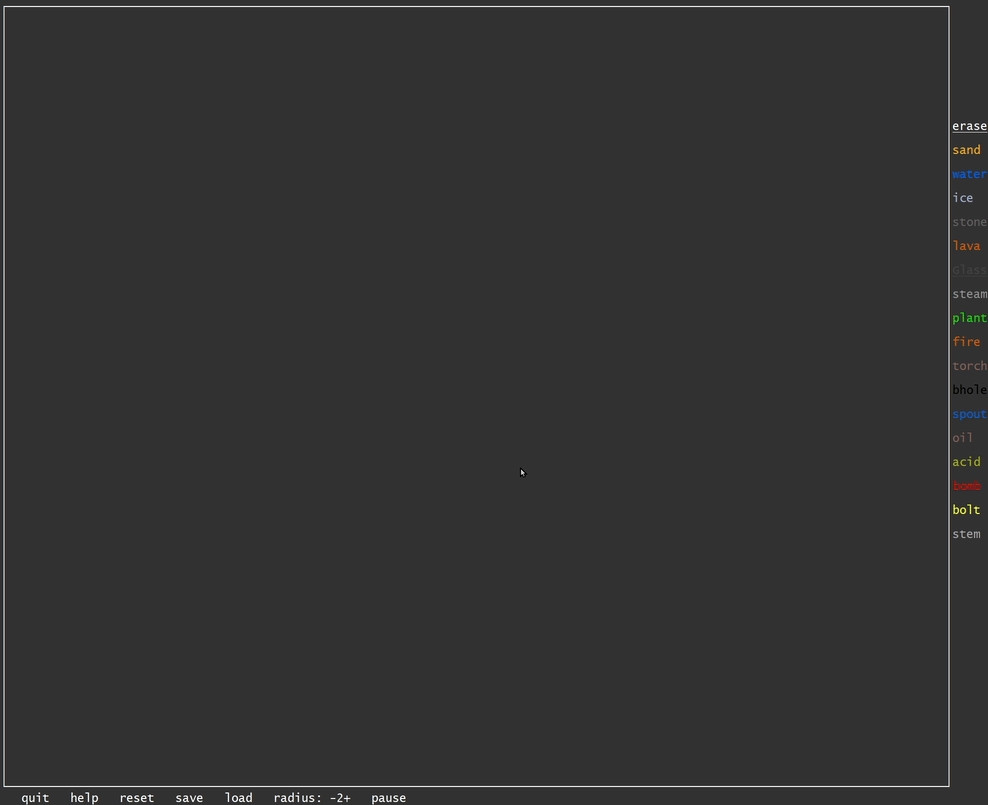 erase
sand
water
ice
stone
lava
Glass
steam
plant
fire
torch
bhole
spout
oil
acid
bomb
bolt
stem
quit help reset save load radius: -2+ pause